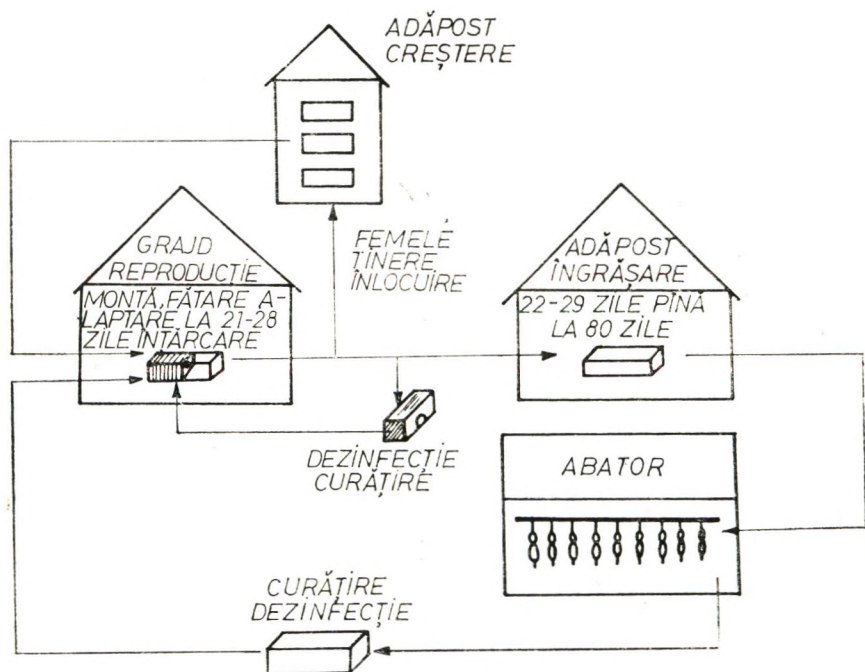 ADĂPOST
CREȘTERE
GRAJD
REPRODUCȚIE
MONTĂ, FĂTARE A-
LAPTARE LA 21-28
ZILE ÎNTĂRCARE
FEMELE
TINERE
ÎNLOCUIRE
ADĂPOST
ÎNGRĂȘARE
22-29 ZILE PÎNĂ
LA 80 ZILE
DEZINFECȚIE
CURĂȚIRE
ABATOR
CURĂȚIRE
DEZINFECȚIE